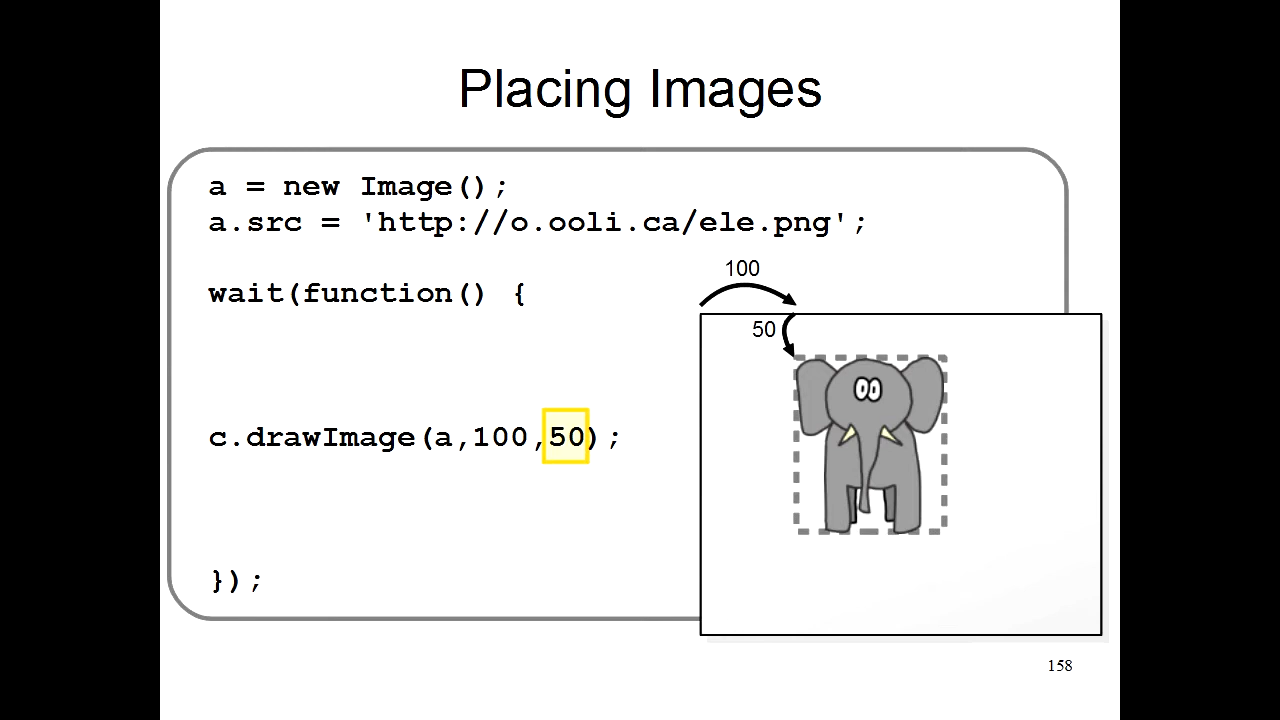 Placing Images
a = new Image();
a.src = 'http://o.ooli.ca/ele.png';
wait(function() {
100
50
c.drawImage(a,100,50);
});
158